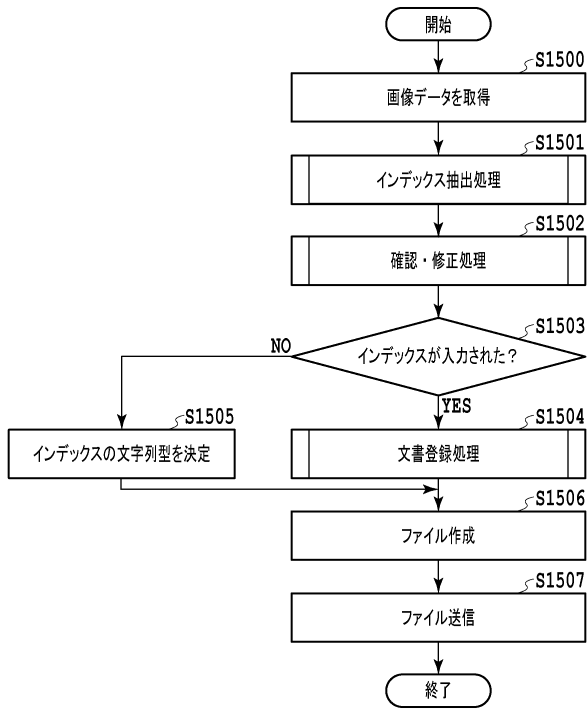 開始
S1500
画像データを取得
S1501
インデックス抽出処理
S1502
確認・修正処理
S1503
インデックスが入力された?
NO
YES
S1504
文書登録処理
S1505
インデックスの文字列型を決定
S1506
ファイル作成
S1507
ファイル送信
終了